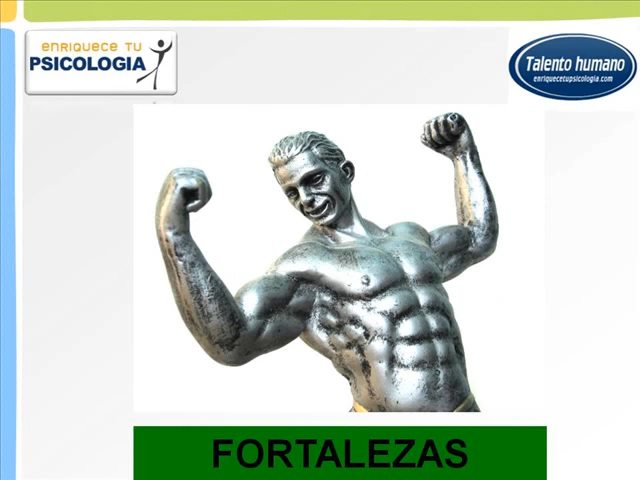 ENRIQUECE TU
PSICOLOGIA
Talento humano
enriquecetupsicologia.com
FORTALEZAS